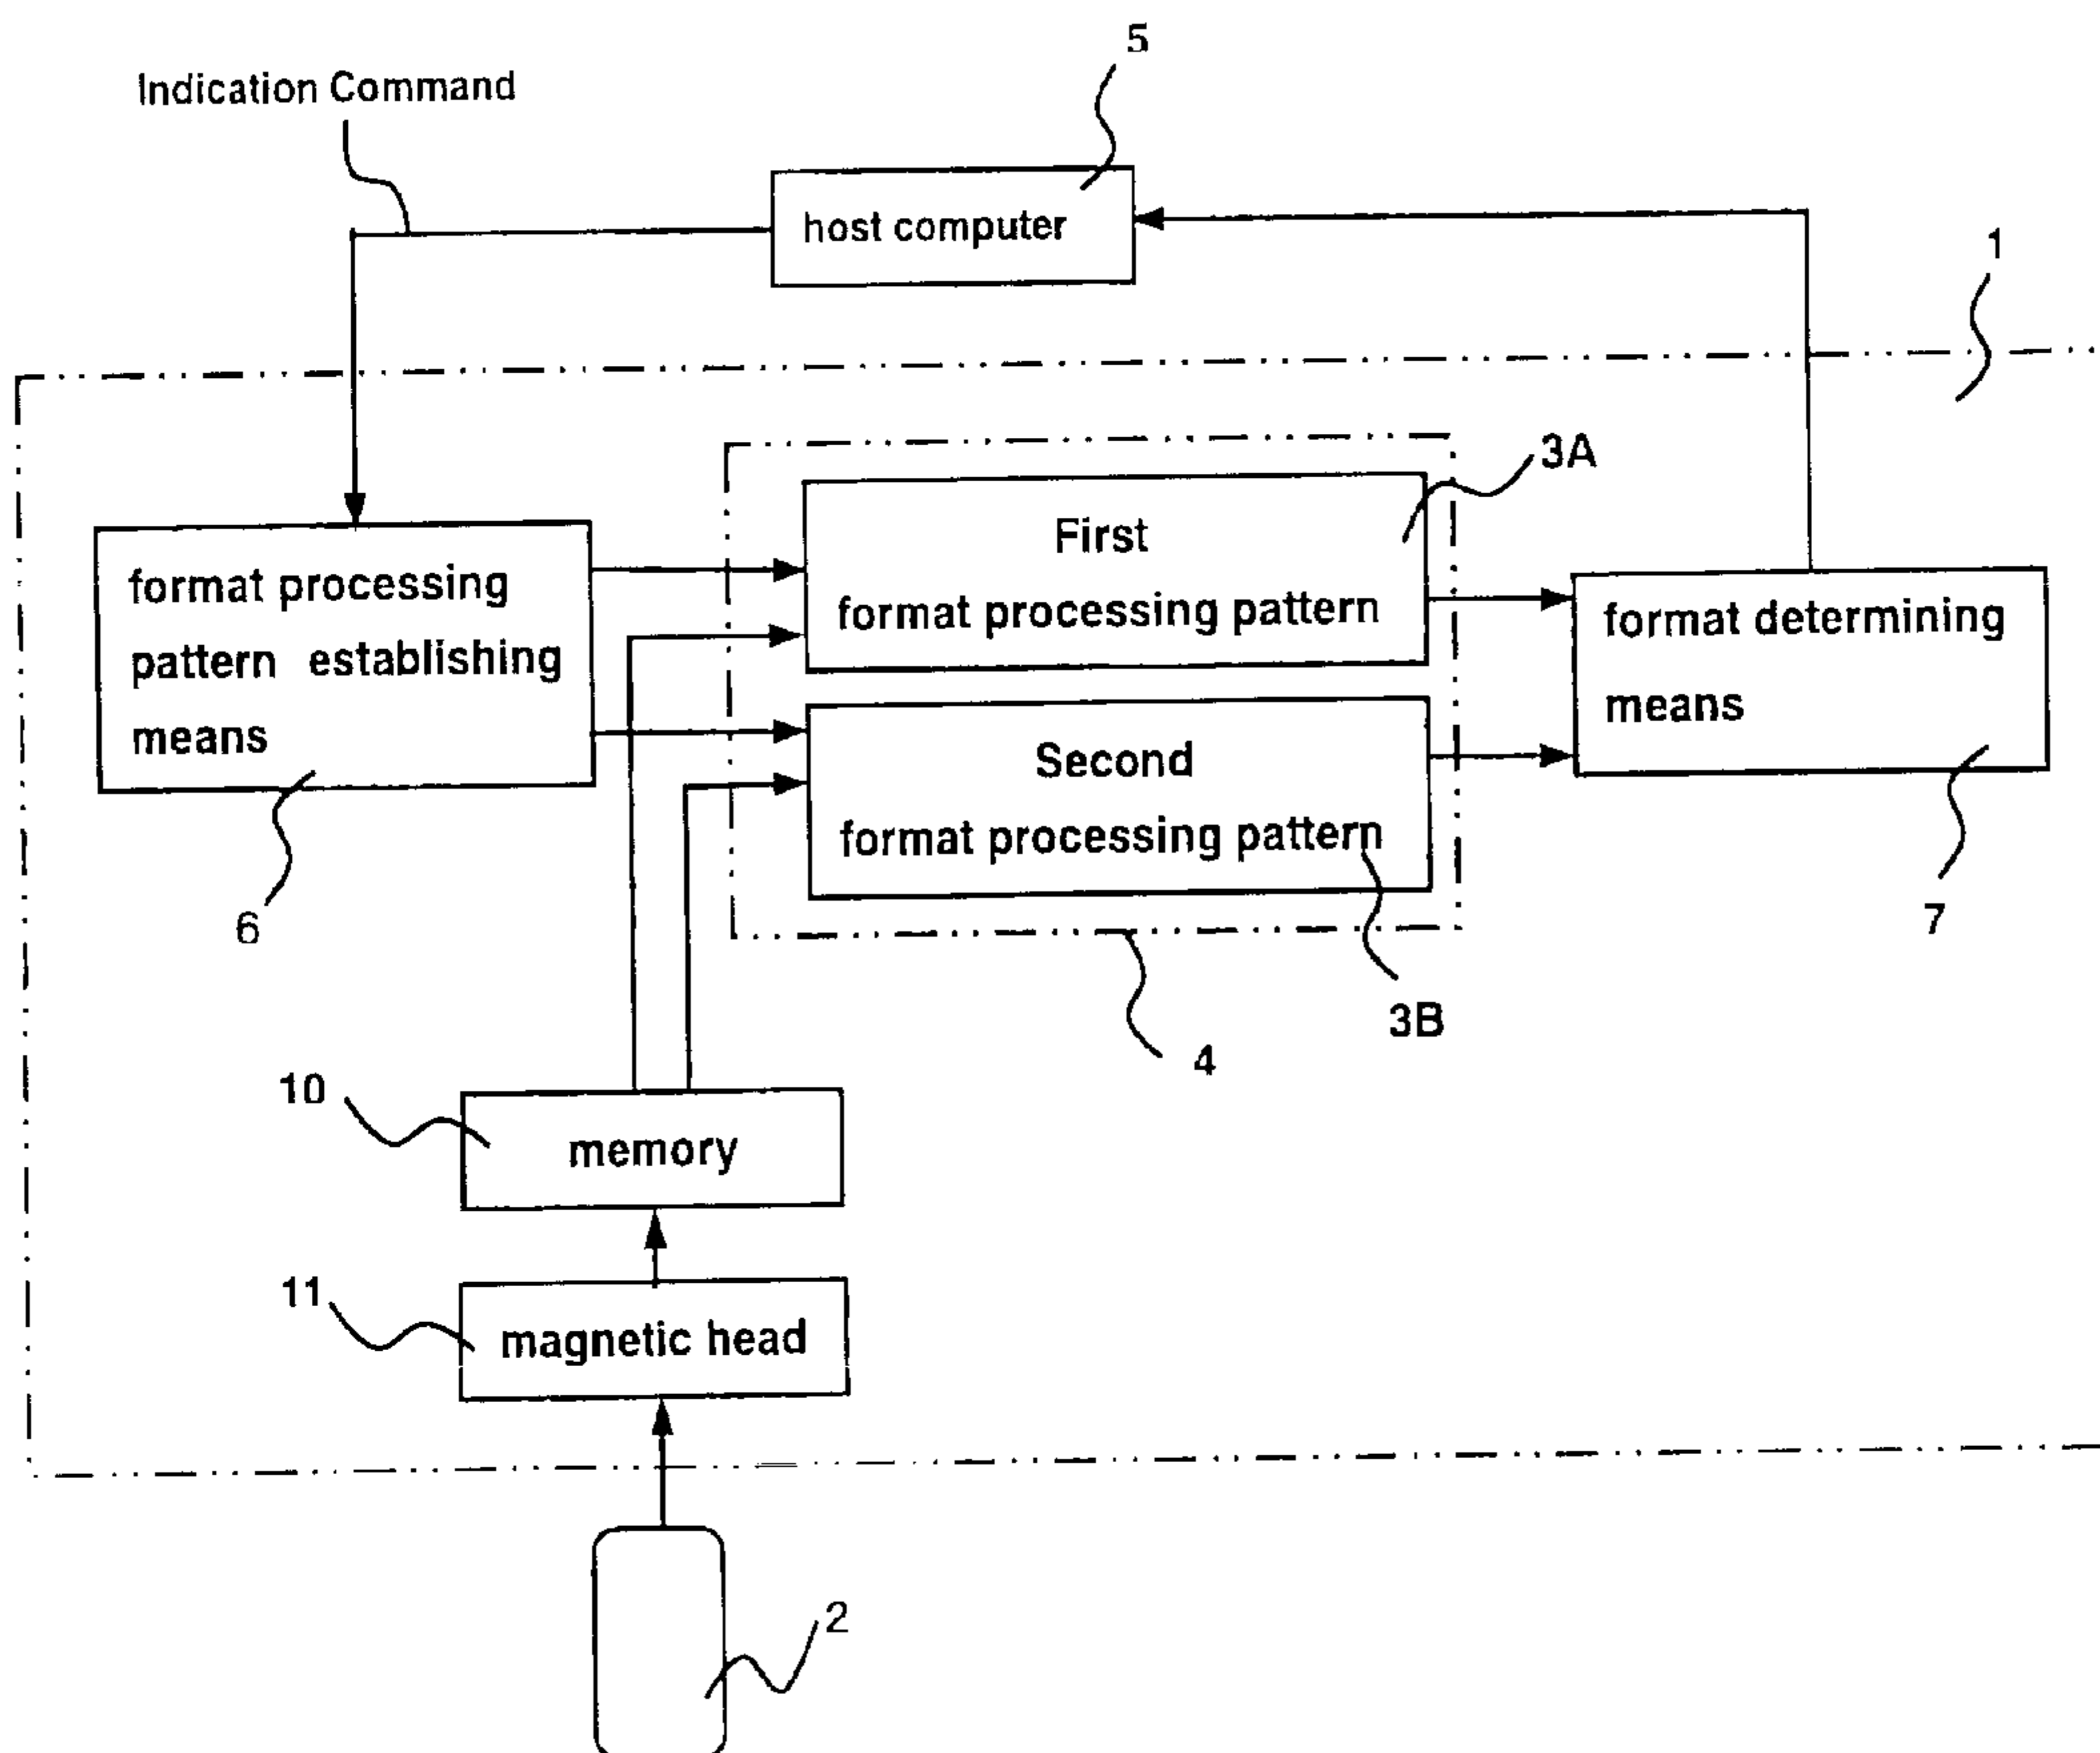 5
Indication Command
host computer
1
3A
First
format processing pattern
format processing
pattern establishing
means
format determining
means
Second
format processing pattern
6
7
3B
4
10
memory
11
magnetic head
2